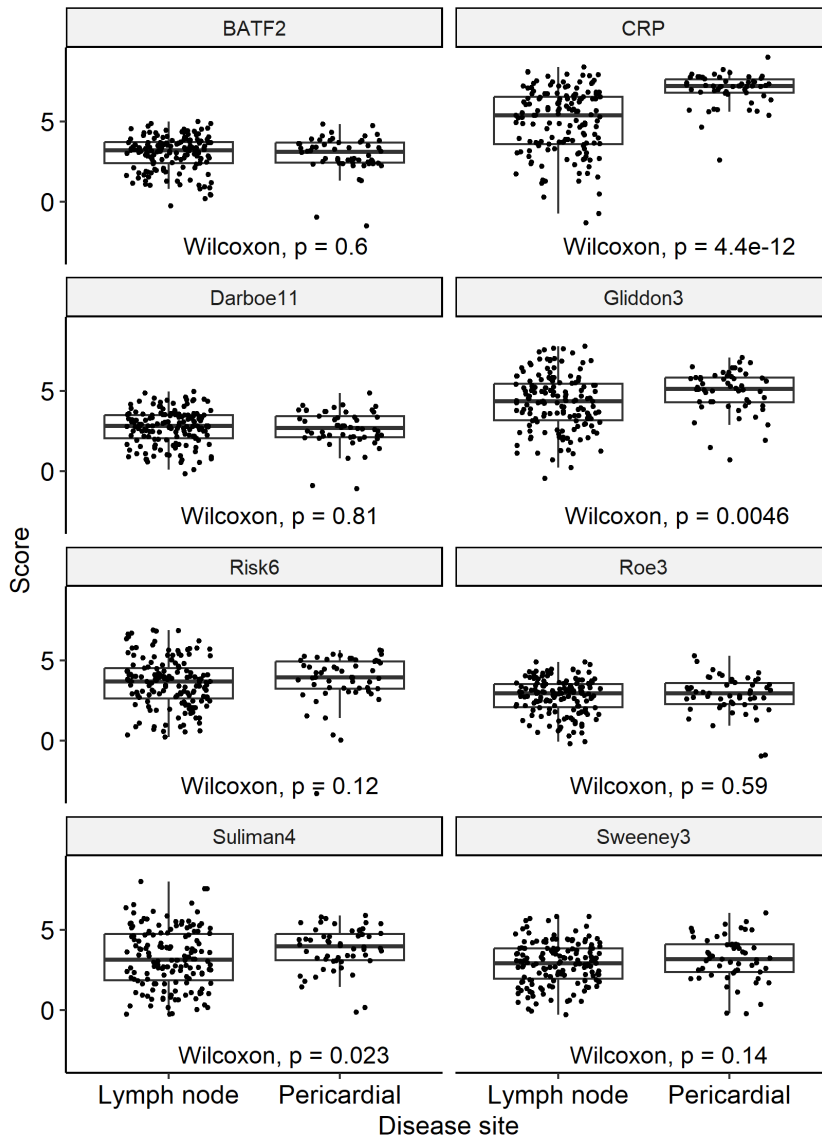 BATF2
CRP
5
0
Wilcoxon, p = 0.6
Wilcoxon, p = 4.4e-12
Darboe11
Gliddon3
5
0
Wilcoxon, p = 0.81
Wilcoxon, p = 0.0046
Score
Risk6
Roe3
5
0
Wilcoxon, p = 0.12
Wilcoxon, p = 0.59
Suliman4
Sweeney3
5
0
Wilcoxon, p = 0.023
Wilcoxon, p = 0.14
Lymph node Pericardial
Lymph node Pericardial
Disease site